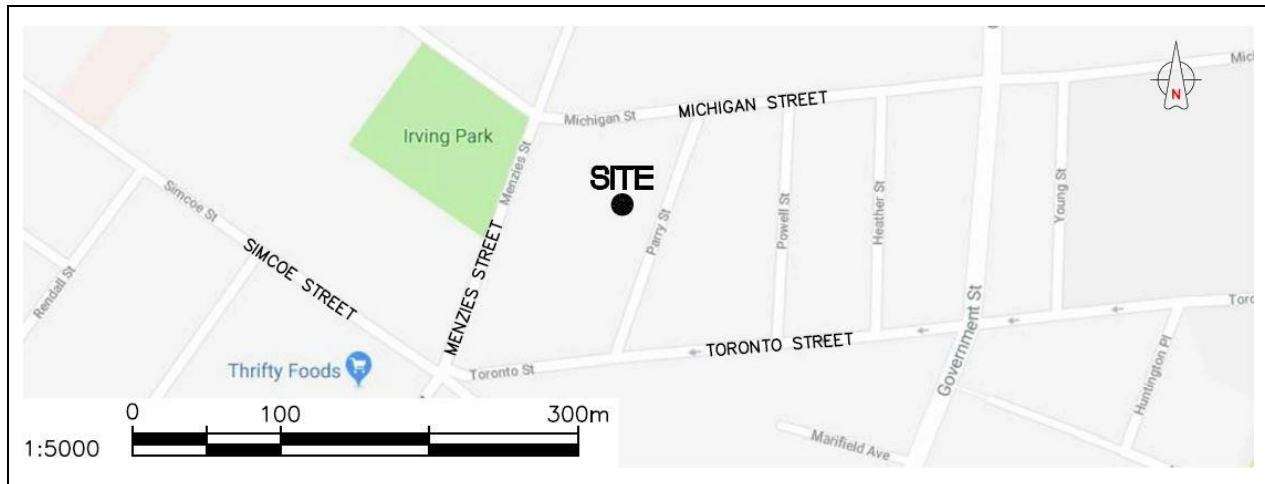 Mic
Michigan St
MICHIGAN STREET
N
Irving Park
Menzies St
SITE
Simcoe St
Parry St
Powell St
Heather St
Young St
SIMCOE STREET
MENZIES STREET
Rendall St
Government St
Toro
TORONTO STREET
Thrifty Foods
Toronto St
Huntington Pl
0 100 300m
1:5000
Marifield Ave